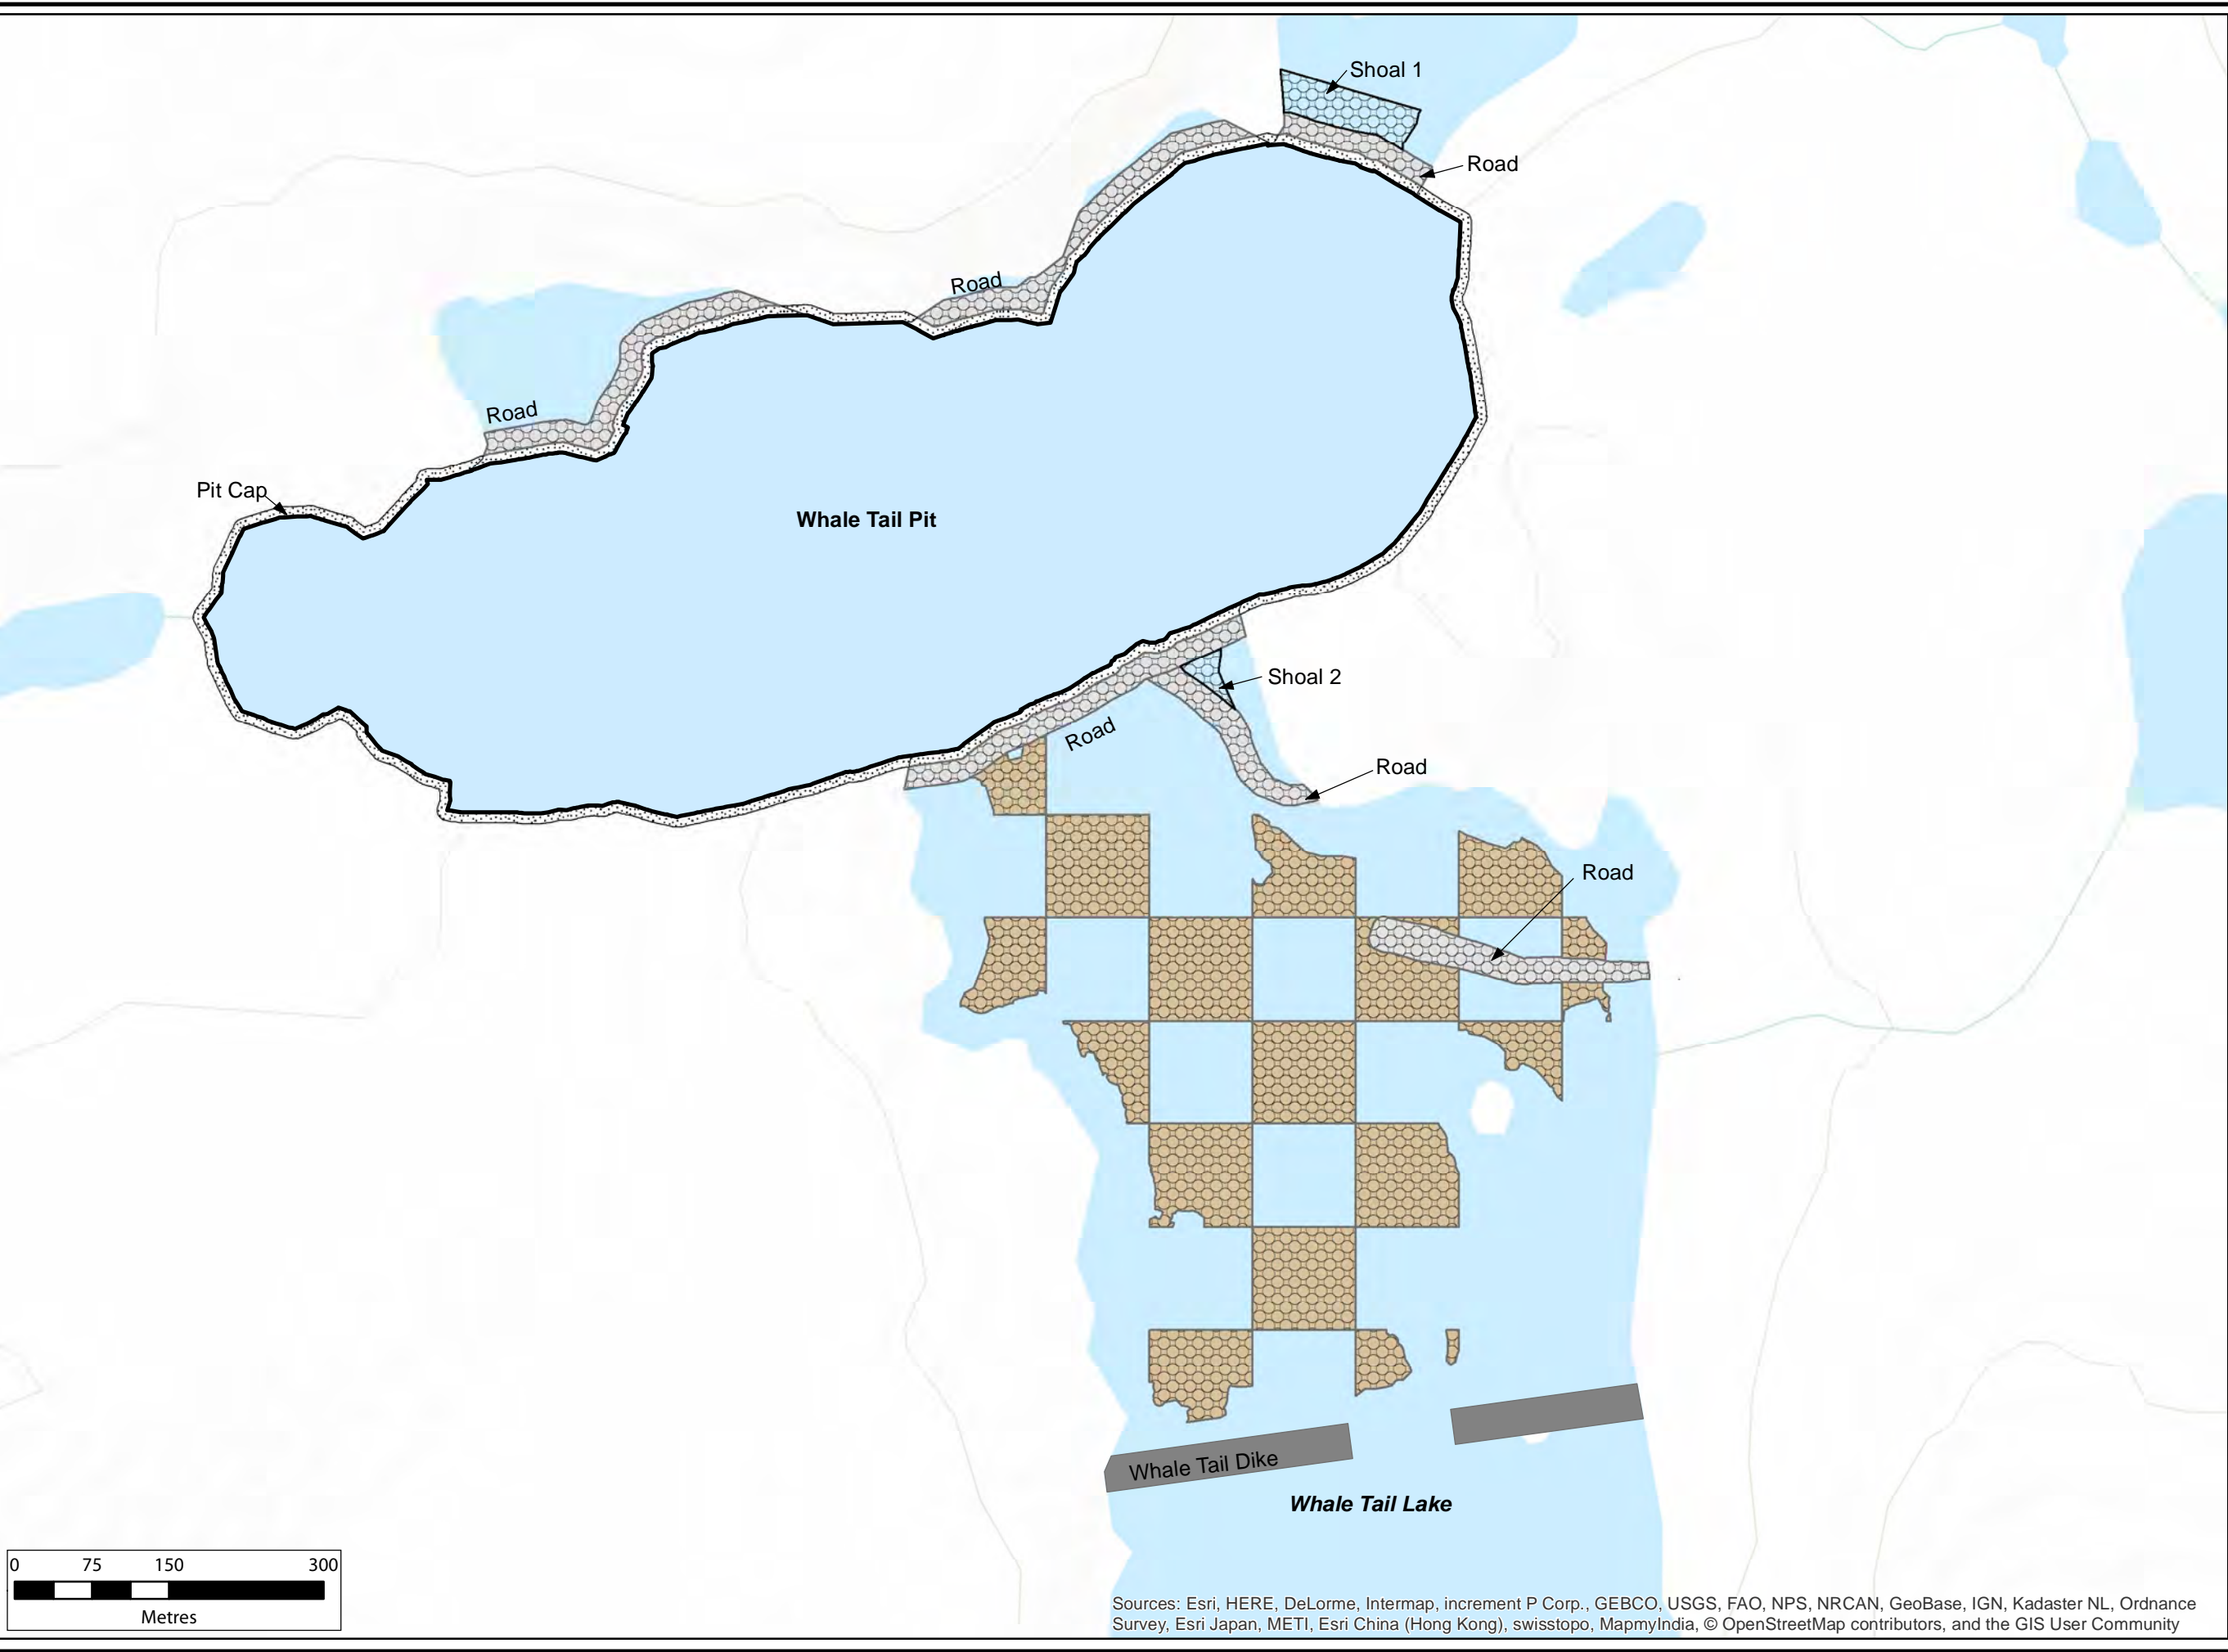 Shoal 1
Road
Road
Road
Pit Cap
Whale Tail Pit
Shoal 2
Road
Road
Road
Whale Tail Dike
Whale Tail Lake
0 75 150 300
Metres
Sources: Esri, HERE, DeLorme, Intermap, increment P Corp., GEBCO, USGS, FAO, NPS, NRCAN, GeoBase, IGN, Kadaster NL, Ordnance
Survey, Esri Japan, METI, Esri China (Hong Kong), swisstopo, MapmyIndia, © OpenStreetMap contributors, and the GIS User Community